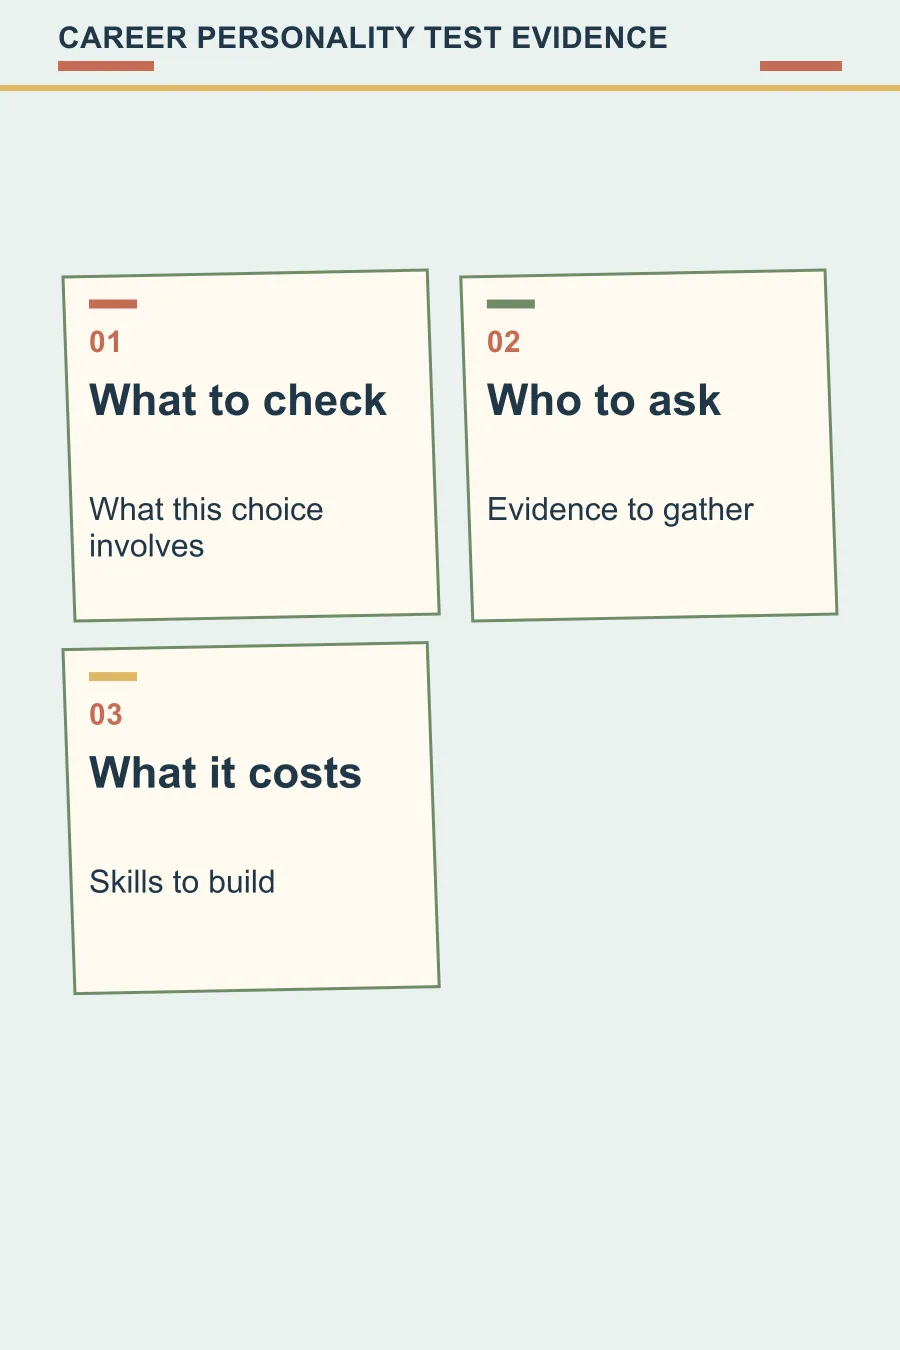 CAREER PERSONALITY TEST EVIDENCE
01
What to check
What this choice
involves
02
Who to ask
Evidence to gather
03
What it costs
Skills to build